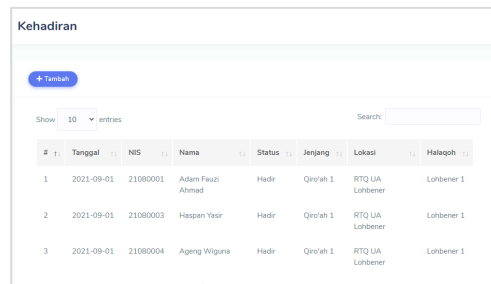 Kehadiran
+ Tambah
Show 10 entries Search:
# Tanggal NIS Nama Status Jenjang Lokasi Halaqoh
1 2021-09-01 21080001 Adam Fauzi Ahmad Hadir Qiro'ah 1 RTQ UA Lohbener Lohbener 1
2 2021-09-01 21080003 Haspan Yasir Hadir Qiro'ah 1 RTQ UA Lohbener Lohbener 1
3 2021-09-01 21080004 Ageng Wiguna Hadir Qiro'ah 1 RTQ UA Lohbener Lohbener 1